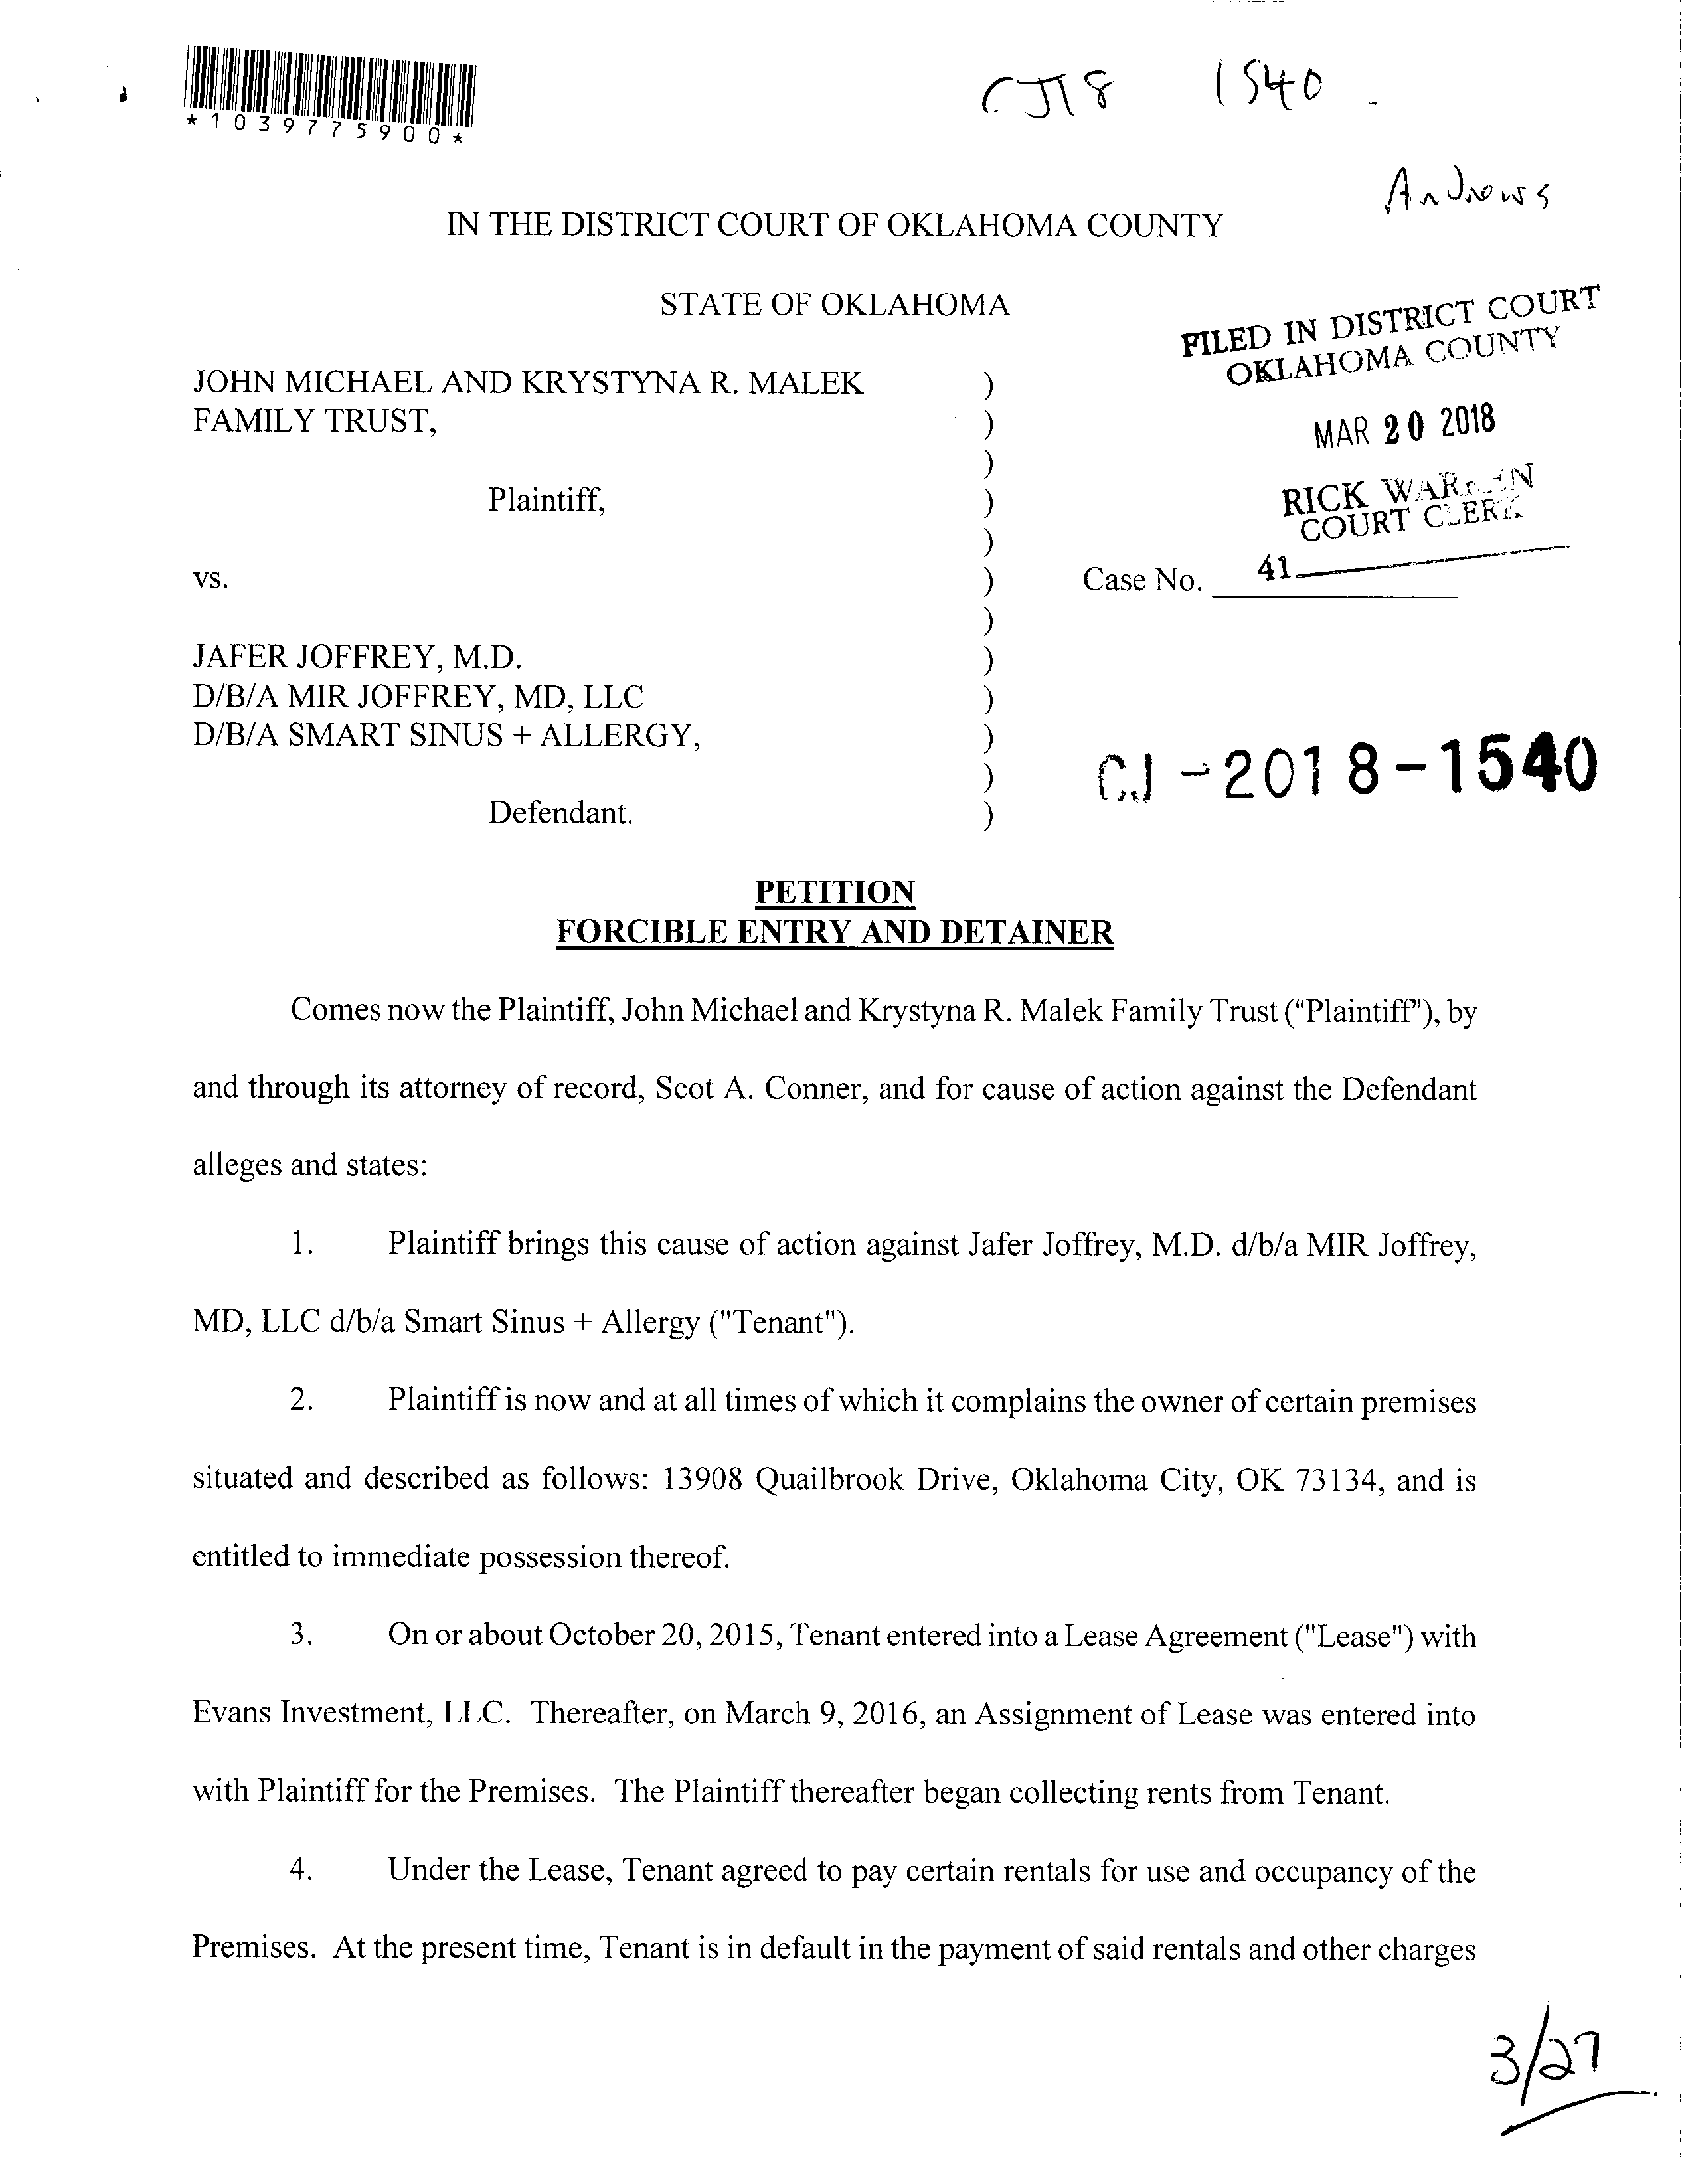 *1039775900*
CJ18 1540
Andrews
IN THE DISTRICT COURT OF OKLAHOMA COUNTY
STATE OF OKLAHOMA
FILED IN DISTRICT COURT
OKLAHOMA COUNTY
MAR 20 2018
RICK WARREN
COURT CLERK
41
JOHN MICHAEL AND KRYSTYNA R. MALEK )
FAMILY TRUST, )
)
Plaintiff, )
)
vs. ) Case No.
)
JAFER JOFFREY, M.D. )
D/B/A MIR JOFFREY, MD, LLC )
D/B/A SMART SINUS + ALLERGY, )
)
Defendant. )
CJ-2018-1540
PETITION
FORCIBLE ENTRY AND DETAINER
Comes now the Plaintiff, John Michael and Krystyna R. Malek Family Trust (“Plaintiff”), by
and through its attorney of record, Scot A. Conner, and for cause of action against the Defendant
alleges and states:
1. Plaintiff brings this cause of action against Jafer Joffrey, M.D. d/b/a MIR Joffrey,
MD, LLC d/b/a Smart Sinus + Allergy ("Tenant").
2. Plaintiff is now and at all times of which it complains the owner of certain premises
situated and described as follows: 13908 Quailbrook Drive, Oklahoma City, OK 73134, and is
entitled to immediate possession thereof.
3. On or about October 20, 2015, Tenant entered into a Lease Agreement ("Lease") with
Evans Investment, LLC. Thereafter, on March 9, 2016, an Assignment of Lease was entered into
with Plaintiff for the Premises. The Plaintiff thereafter began collecting rents from Tenant.
4. Under the Lease, Tenant agreed to pay certain rentals for use and occupancy of the
Premises. At the present time, Tenant is in default in the payment of said rentals and other charges
3/27